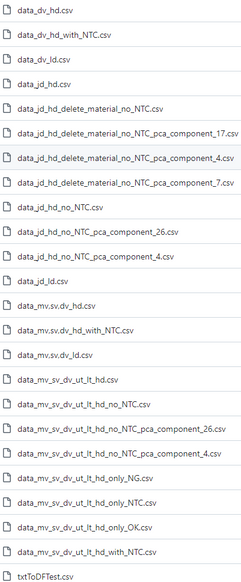 data_dv_hd.csv
data_dv_hd_with_NTC.csv
data_dv_ld.csv
data_jd_hd.csv
data_jd_hd_delete_material_no_NTC.csv
data_jd_hd_delete_material_no_NTC_pca_component_17.csv
data_jd_hd_delete_material_no_NTC_pca_component_4.csv
data_jd_hd_delete_material_no_NTC_pca_component_7.csv
data_jd_hd_no_NTC.csv
data_jd_hd_no_NTC_pca_component_26.csv
data_jd_hd_no_NTC_pca_component_4.csv
data_jd_ld.csv
data_mv.sv.dv_hd.csv
data_mv.sv.dv_hd_with_NTC.csv
data_mv.sv.dv_ld.csv
data_mv_sv_dv_ut_lt_hd.csv
data_mv_sv_dv_ut_lt_hd_no_NTC.csv
data_mv_sv_dv_ut_lt_hd_no_NTC_pca_component_26.csv
data_mv_sv_dv_ut_lt_hd_no_NTC_pca_component_4.csv
data_mv_sv_dv_ut_lt_hd_only_NG.csv
data_mv_sv_dv_ut_lt_hd_only_NTC.csv
data_mv_sv_dv_ut_lt_hd_only_OK.csv
data_mv_sv_dv_ut_lt_hd_with_NTC.csv
txtToDFTest.csv